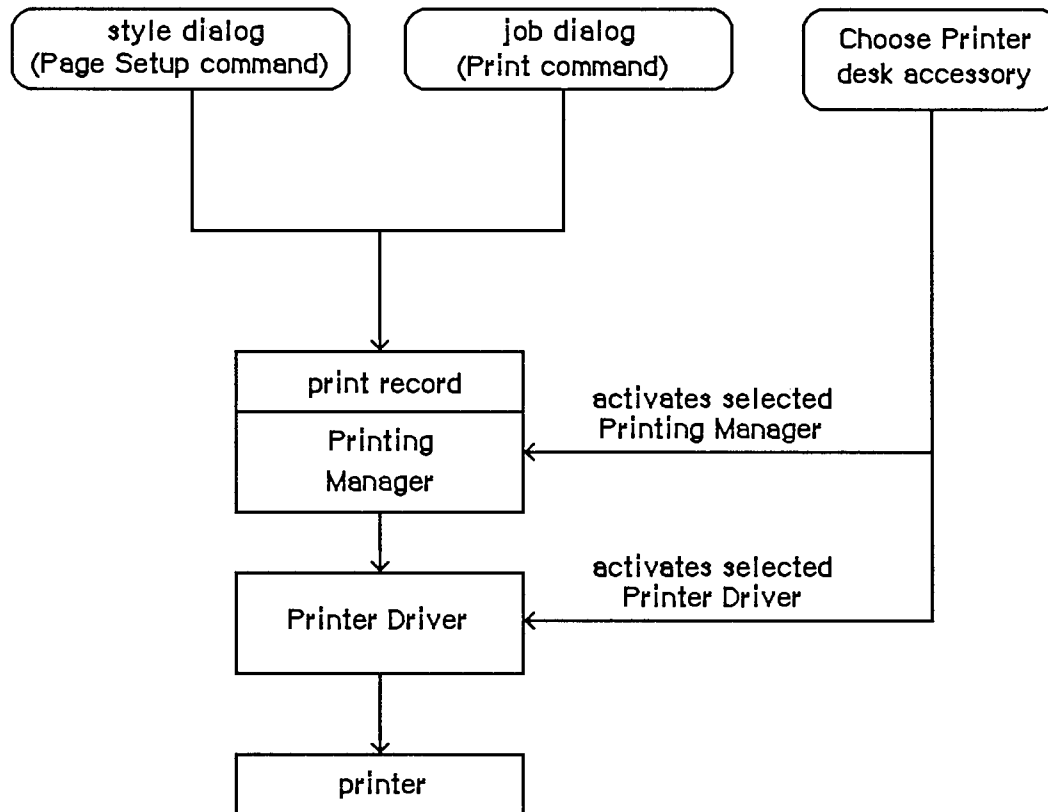 style dialog
(Page Setup command)
job dialog
(Print command)
Choose Printer
desk accessory
print record
Printing
Manager
activates selected
Printing Manager
Printer Driver
activates selected
Printer Driver
printer